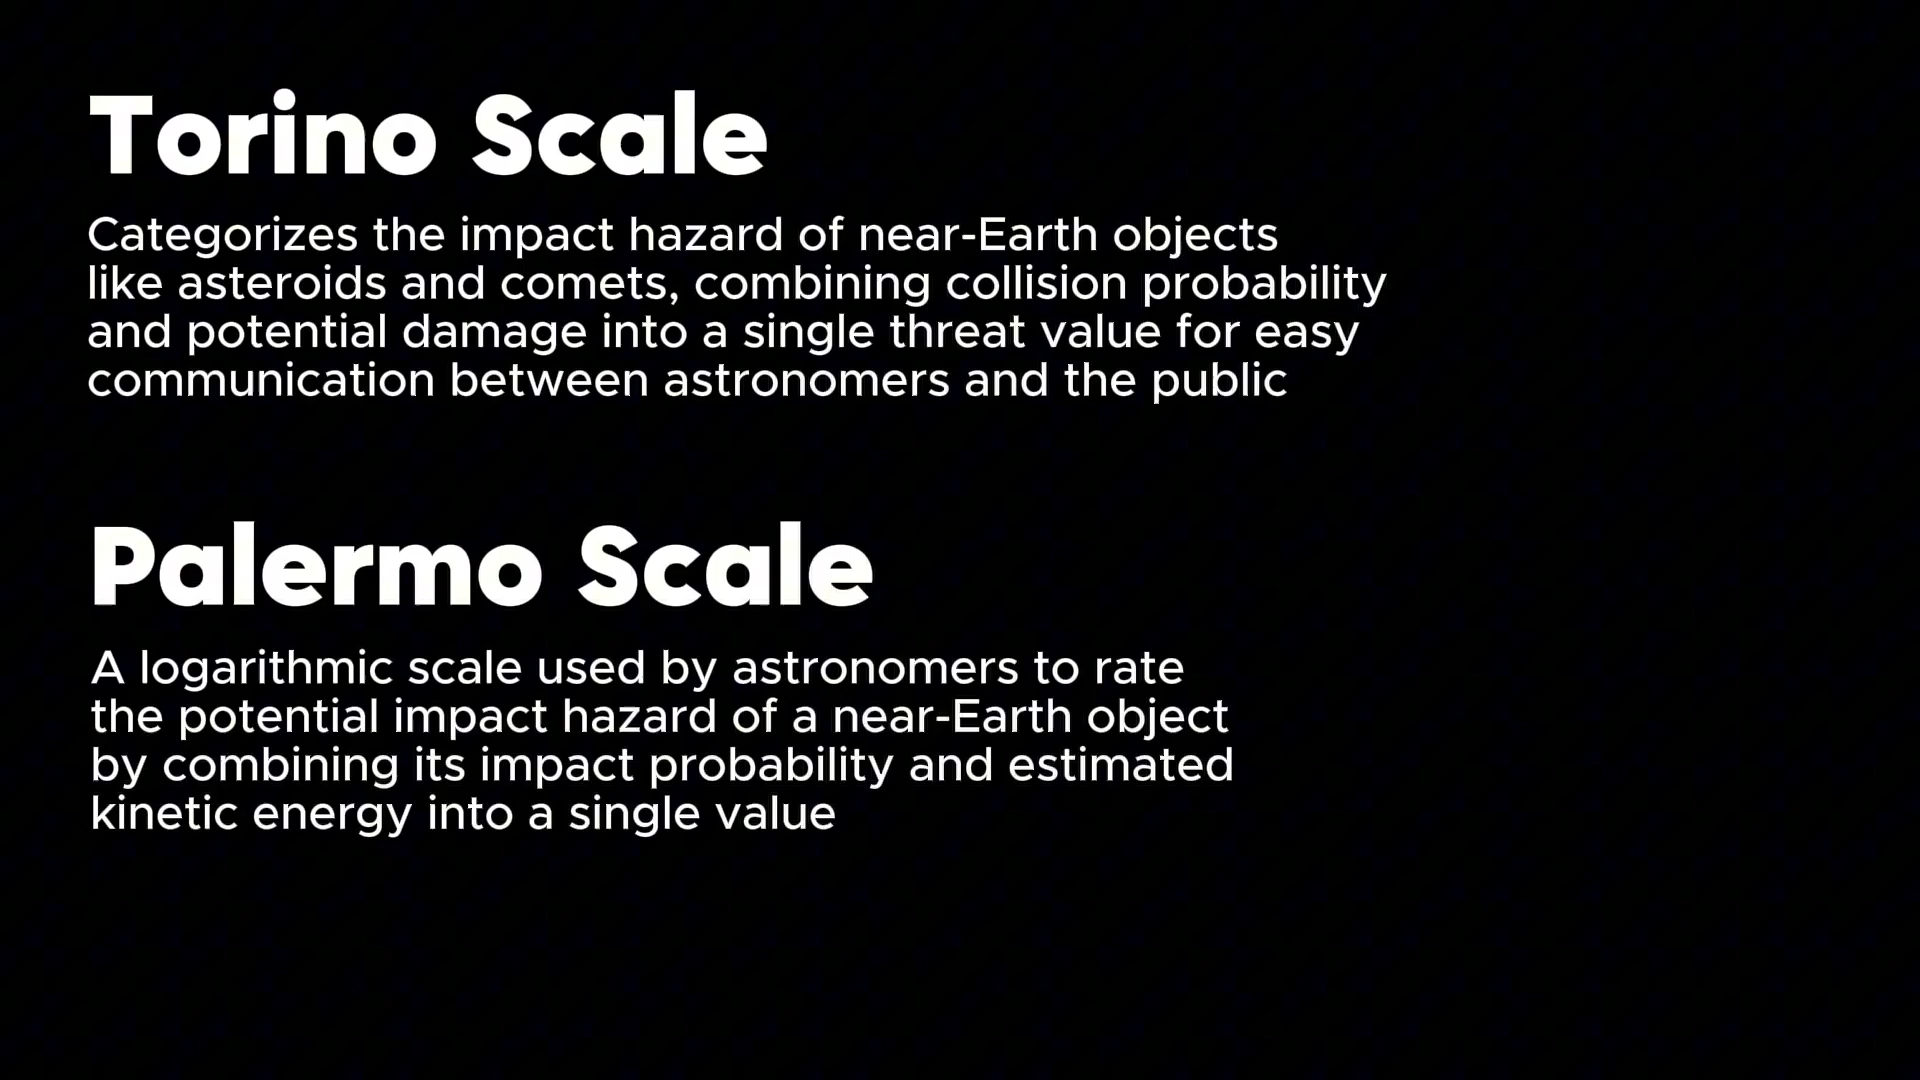 Torino Scale
Categorizes the impact hazard of near-Earth objects
like asteroids and comets, combining collision probability
and potential damage into a single threat value for easy
communication between astronomers and the public
Palermo Scale
A logarithmic scale used by astronomers to rate
the potential impact hazard of a near-Earth object
by combining its impact probability and estimated
kinetic energy into a single value